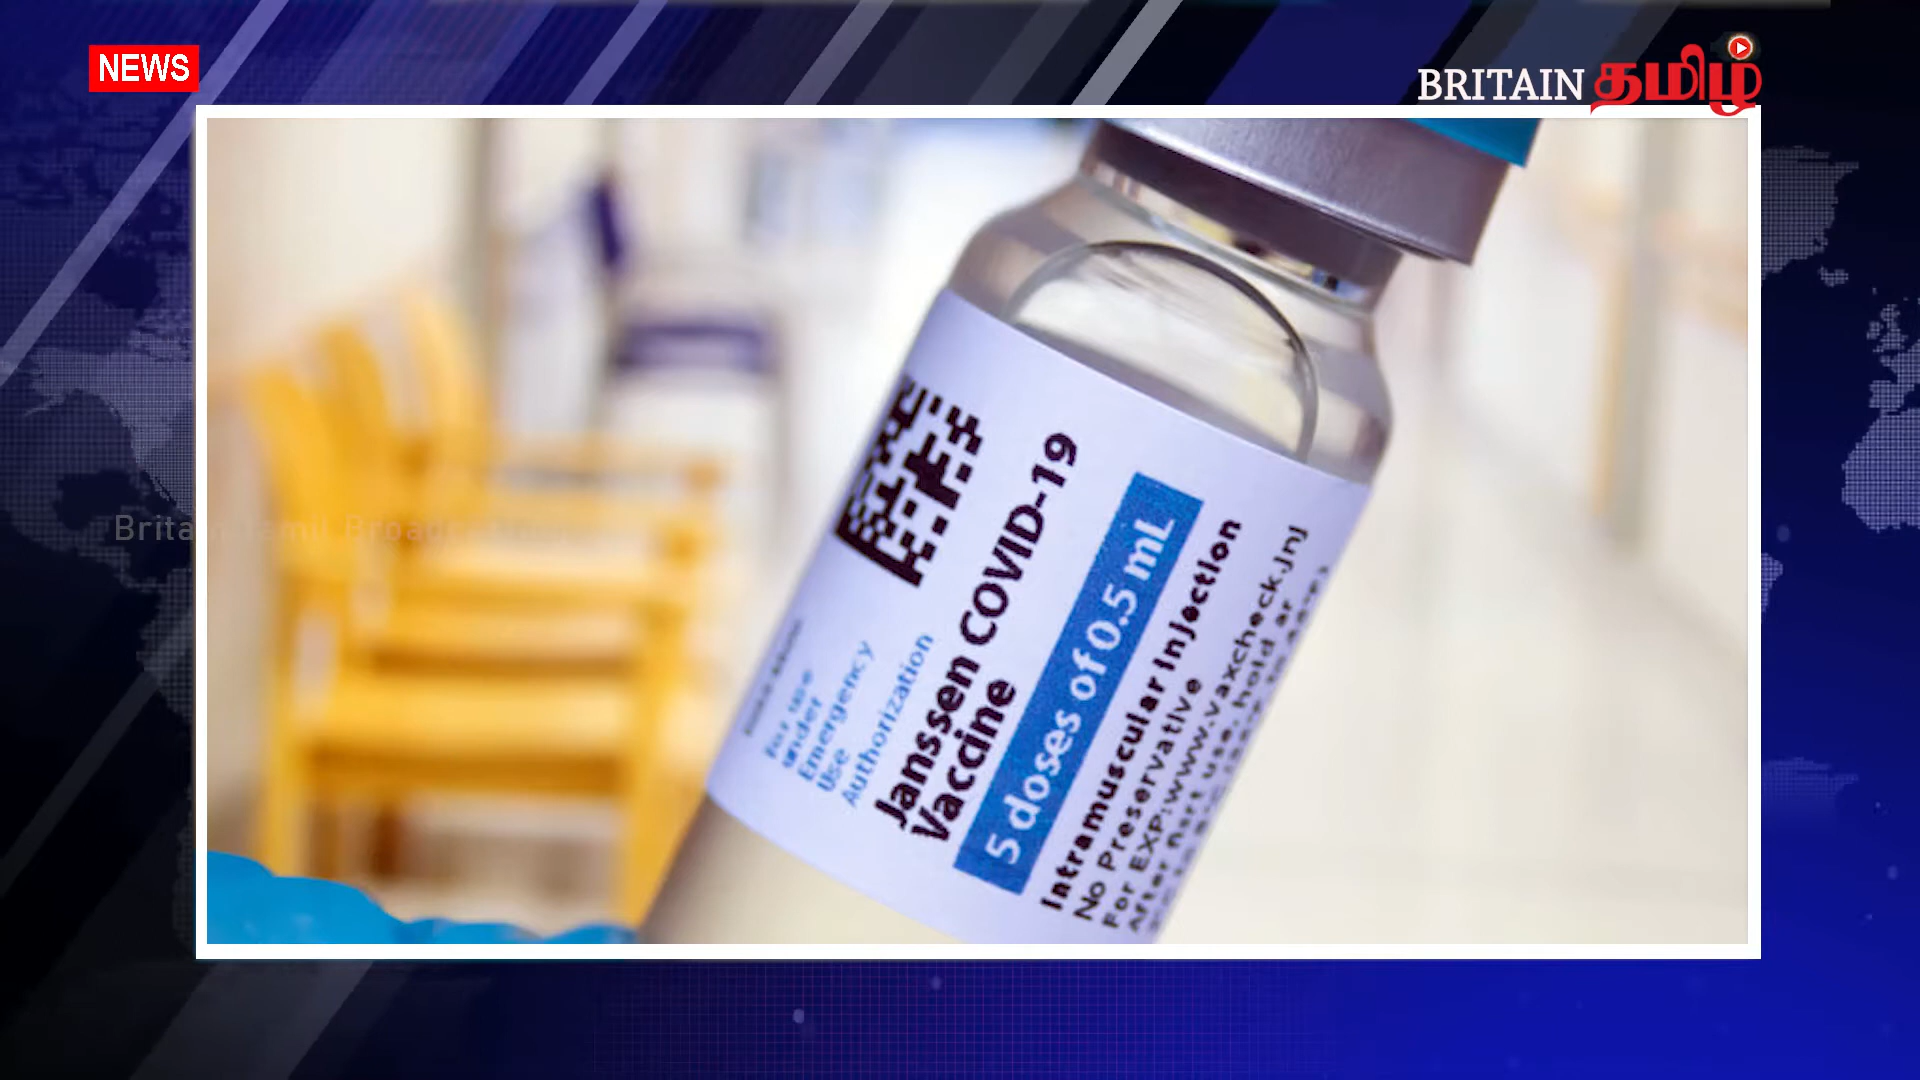 NEWS
BRITAIN தமிழ்
For use
under
Emergency
Use
Authorization
Janssen COVID-19
Vaccine
5 doses of 0.5 mL
Intramuscular Injection
No Preservative
For EXP: www.vaxcheck.jnj
After first use, hold at